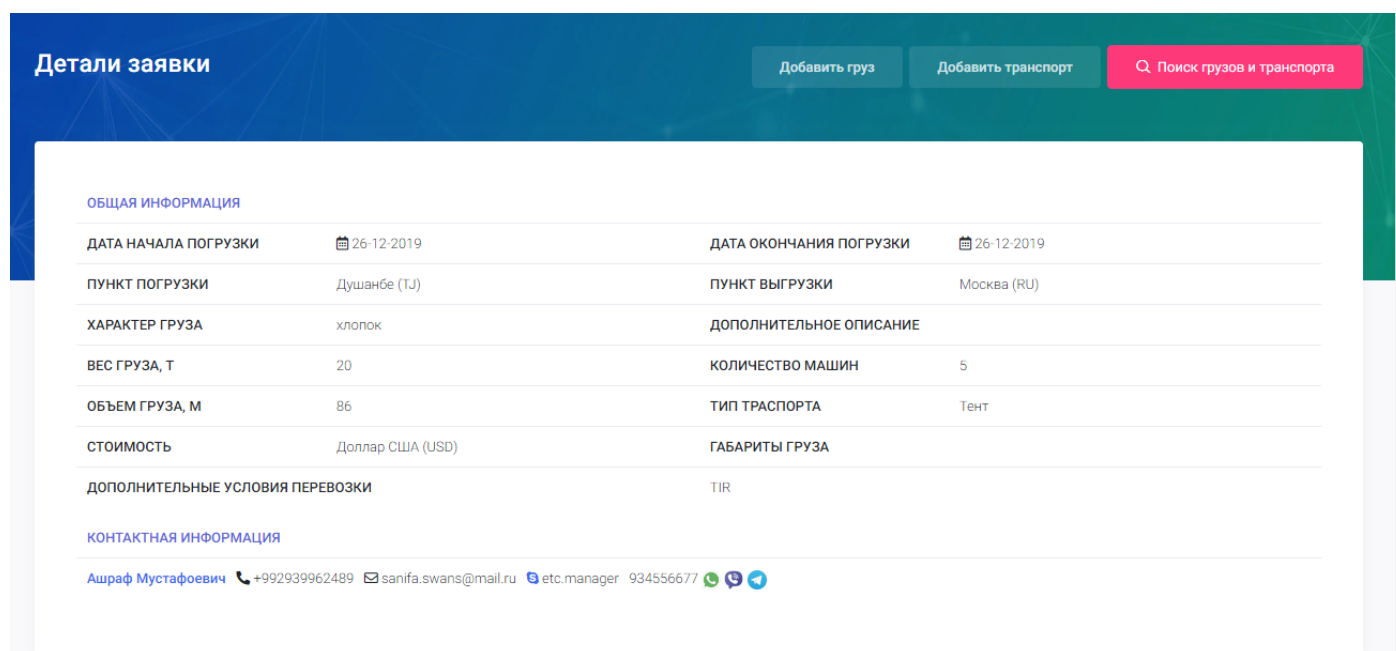 Детали заявки
Добавить груз Добавить транспорт Поиск грузов и транспорта
ОБЩАЯ ИНФОРМАЦИЯ
ДАТА НАЧАЛА ПОГРУЗКИ 26-12-2019 ДАТА ОКОНЧАНИЯ ПОГРУЗКИ 26-12-2019
ПУНКТ ПОГРУЗКИ Душанбе (TJ) ПУНКТ ВЫГРУЗКИ Москва (RU)
ХАРАКТЕР ГРУЗА хлопок ДОПОЛНИТЕЛЬНОЕ ОПИСАНИЕ
ВЕС ГРУЗА, Т 20 КОЛИЧЕСТВО МАШИН 5
ОБЪЕМ ГРУЗА, М 86 ТИП ТРАСПОРТА Тент
СТОИМОСТЬ Доллар США (USD) ГАБАРИТЫ ГРУЗА
ДОПОЛНИТЕЛЬНЫЕ УСЛОВИЯ ПЕРЕВОЗКИ TIR
КОНТАКТНАЯ ИНФОРМАЦИЯ
Ашраф Мустафоевич +992939962489 sanifa.swans@mail.ru etc.manager 934556677